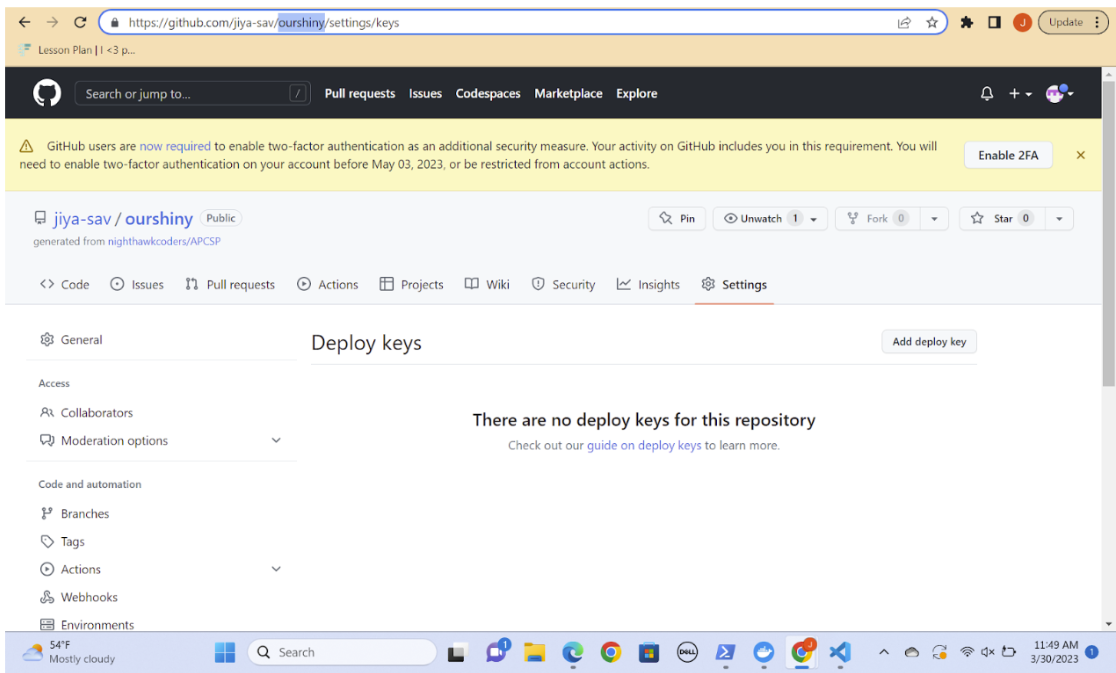 https://github.com/jiya-sav/ourshiny/settings/keys
J
Update
Lesson Plan | I <3 p...
Search or jump to...
/
Pull requests Issues Codespaces Marketplace Explore
GitHub users are now required to enable two-factor authentication as an additional security measure. Your activity on GitHub includes you in this requirement. You will
need to enable two-factor authentication on your account before May 03, 2023, or be restricted from account actions.
Enable 2FA
jiya-sav / ourshiny Public
Pin
Unwatch 1
Fork 0
Star 0
generated from nighthawkcoders/APCSP
Code Issues Pull requests Actions Projects Wiki Security Insights Settings
General
Access
Collaborators
Moderation options
Code and automation
Branches
Tags
Actions
Webhooks
Environments
Deploy keys
Add deploy key
There are no deploy keys for this repository
Check out our guide on deploy keys to learn more.
54°F
Mostly cloudy
Search
1
DELL
J
11:49 AM
3/30/2023
1